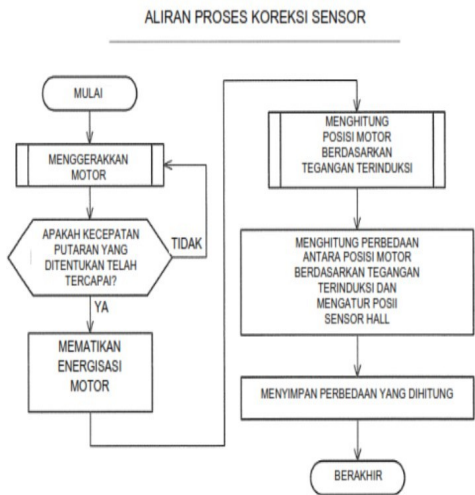 ALIRAN PROSES KOREKSI SENSOR
MULAI
MENGGERAKKAN
MOTOR
APAKAH KECEPATAN
PUTARAN YANG
DITENTUKAN TELAH
TERCAPAI?
TIDAK
YA
MEMATIKAN
ENERGISASI
MOTOR
MENGHITUNG
POSISI MOTOR
BERDASARKAN
TEGANGAN TERINDUKSI
MENGHITUNG PERBEDAAN
ANTARA POSISI MOTOR
BERDASARKAN TEGANGAN
TERINDUKSI DAN
MENGATUR POSII
SENSOR HALL
MENYIMPAN PERBEDAAN YANG DIHITUNG
BERAKHIR